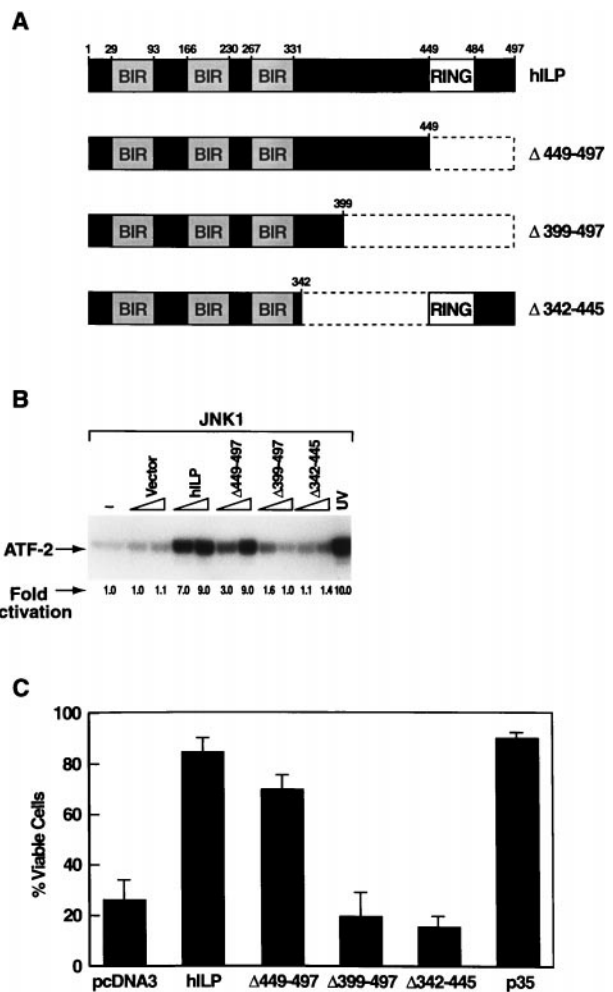 A
1 29 93 166 230 267 331 449 484 497
BIR BIR BIR RING hILP
449
BIR BIR BIR Δ 449-497
399
BIR BIR BIR Δ 399-497
342
BIR BIR BIR RING Δ 342-445
B
JNK1
– Vector hILP Δ449-497 Δ399-497 Δ342-445 UV
ATF-2
1.0 1.0 1.1 7.0 9.0 3.0 9.0 1.6 1.0 1.1 1.4 10.0
Fold
ctivation
C
100
80
60
40
20
0
% Viable Cells
pcDNA3 hILP Δ449-497 Δ399-497 Δ342-445 p35